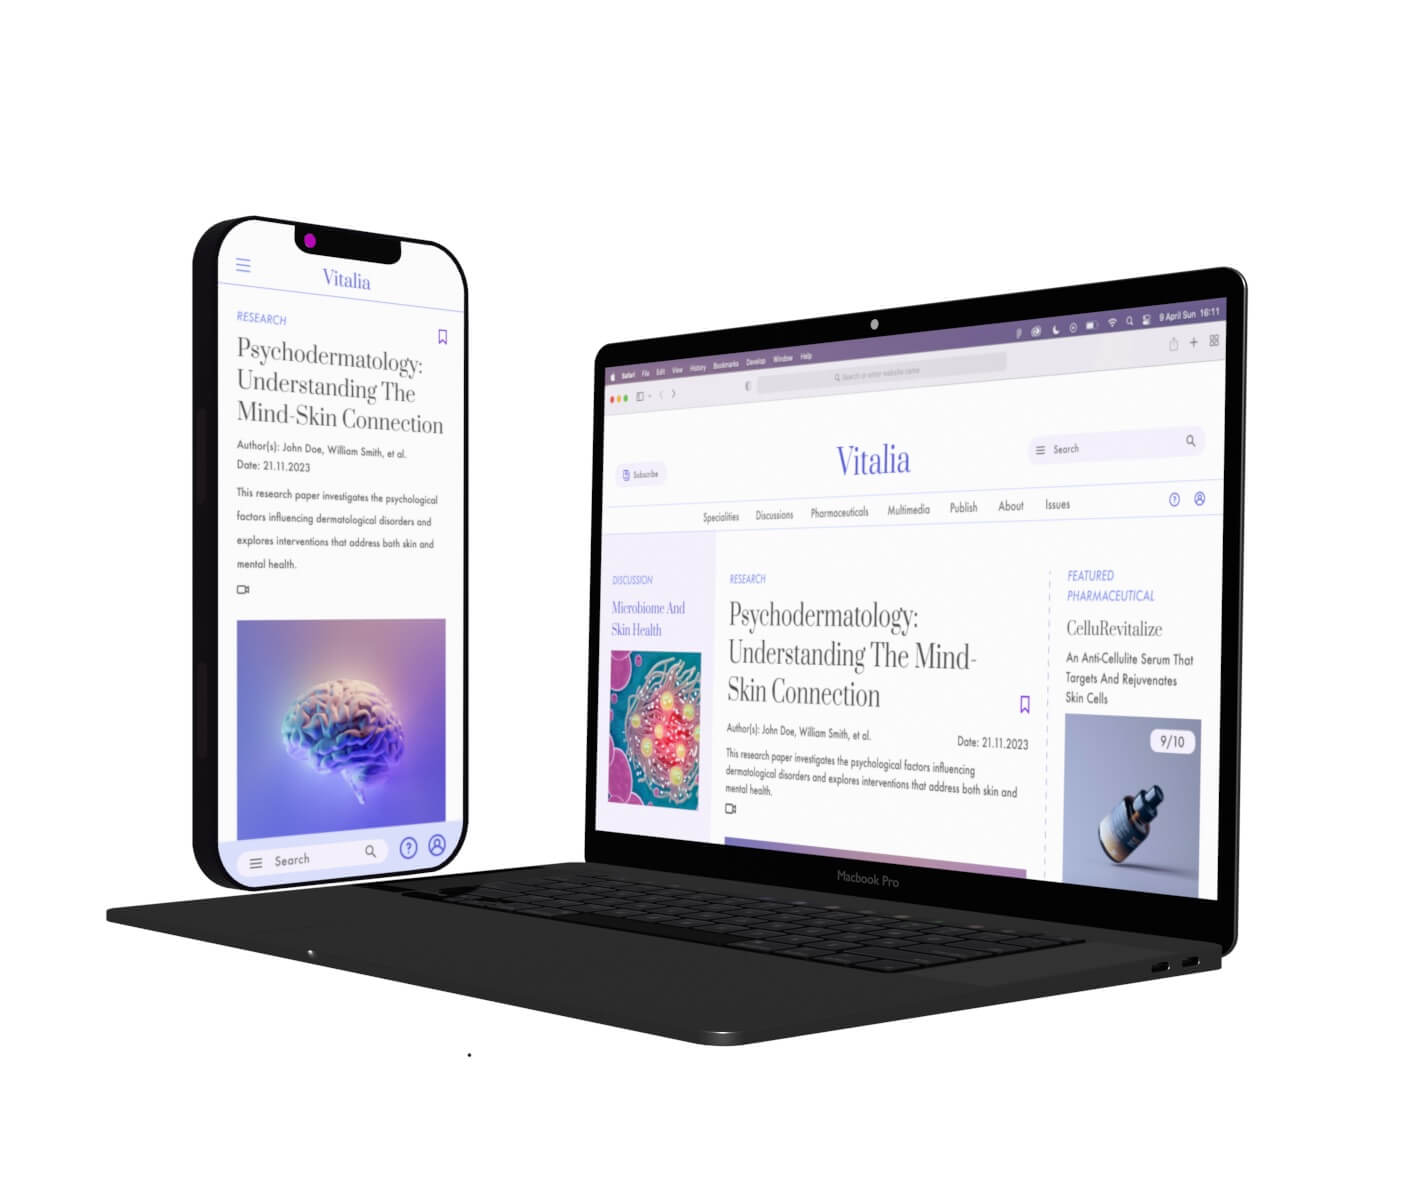 Vitalia
RESEARCH
Psychodermatology:
Understanding The
Mind-Skin Connection
Author(s): John Doe, William Smith, et al.
Date: 21.11.2023
This research paper investigates the psychological
factors influencing dermatological disorders and
explores interventions that address both skin and
mental health.
Search
Safari File Edit View History Bookmarks Develop Window Help
9 April Sun 16:11
Search or enter website name
Subscribe
Vitalia
Search
Specialities Discussions Pharmaceuticals Multimedia Publish About Issues
DISCUSSION
Microbiome And
Skin Health
RESEARCH
Psychodermatology:
Understanding The Mind-
Skin Connection
Author(s): John Doe, William Smith, et al.
Date: 21.11.2023
This research paper investigates the psychological factors influencing
dermatological disorders and explores interventions that address both skin and
mental health.
FEATURED
PHARMACEUTICAL
CelluRevitalize
An Anti-Cellulite Serum That
Targets And Rejuvenates
Skin Cells
9/10
Macbook Pro